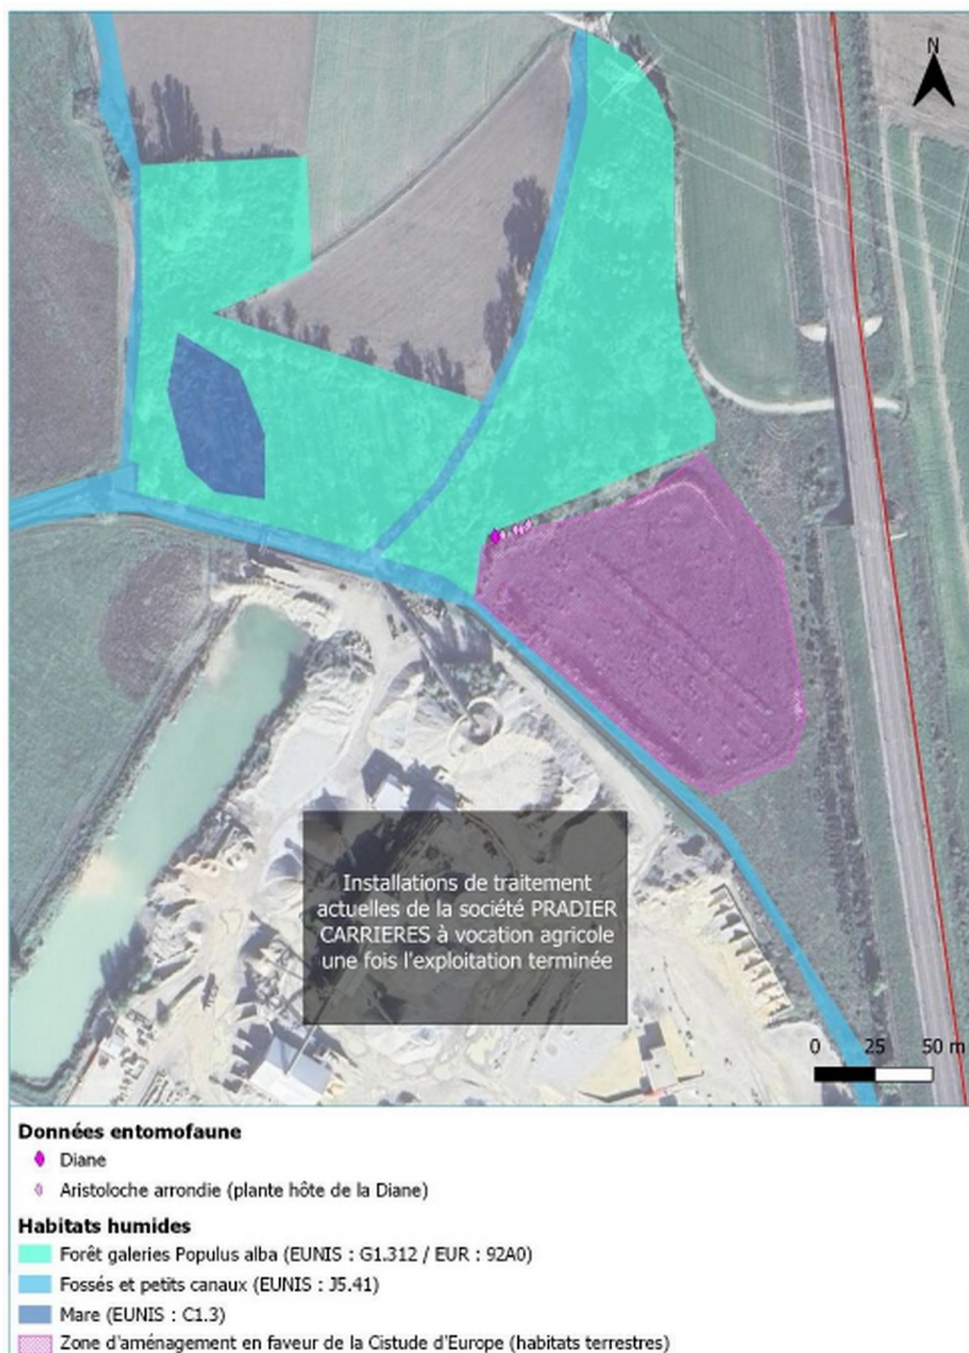 N
Installations de traitement
actuelles de la société PRADIER
CARRIERES à vocation agricole
une fois l'exploitation terminée
0 25 50 m
Données entomofaune
Diane
Aristoloche arrondie (plante hôte de la Diane)
Habitats humides
Forêt galeries Populus alba (EUNIS : G1.312 / EUR : 92A0)
Fossés et petits canaux (EUNIS : J5.41)
Mare (EUNIS : C1.3)
Zone d'aménagement en faveur de la Cistude d'Europe (habitats terrestres)